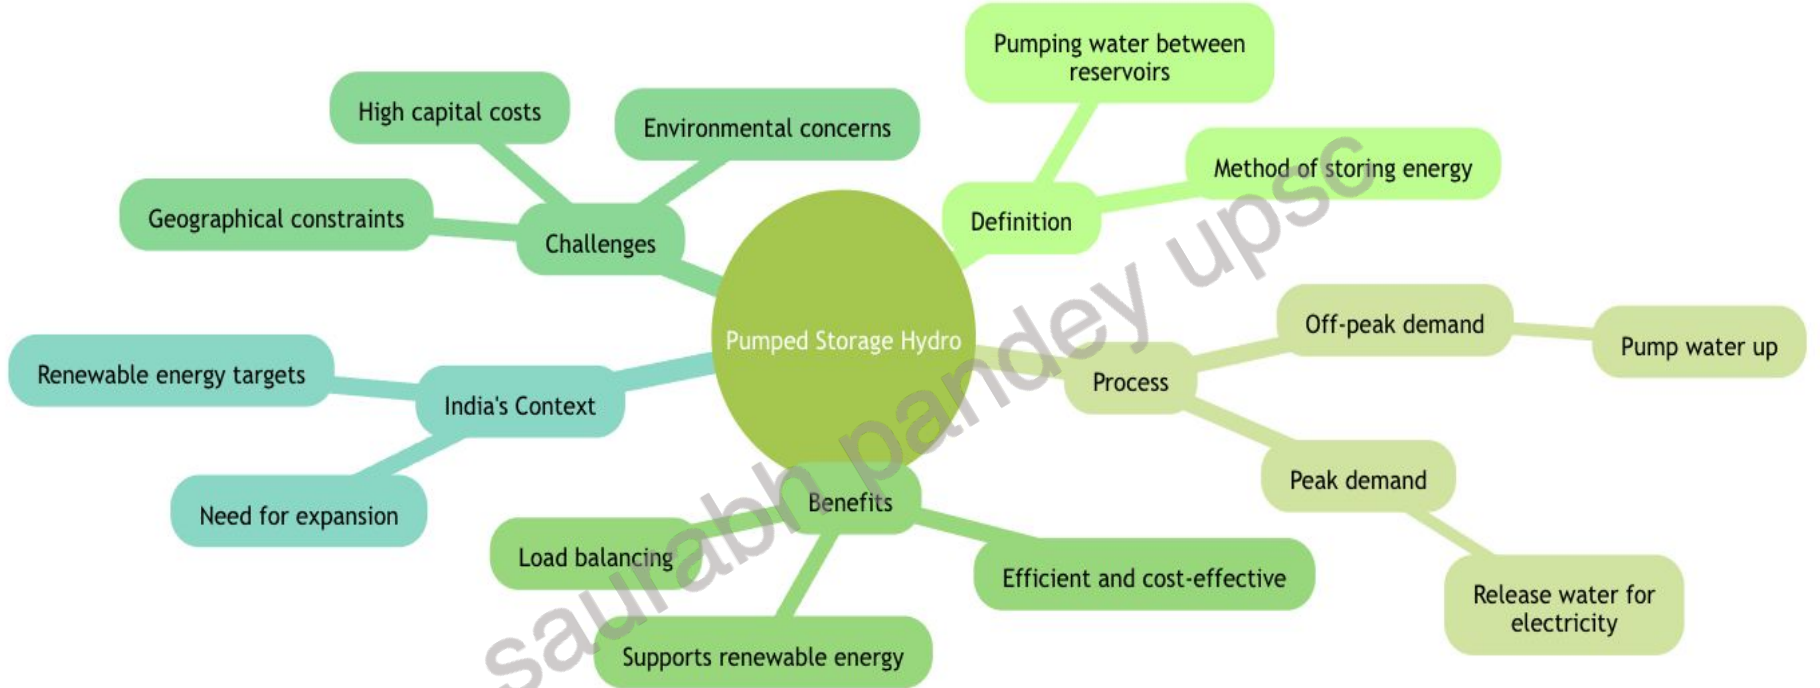 Pumping water between
reservoirs
High capital costs
Environmental concerns
Method of storing energy
Geographical constraints
Challenges
Definition
Pumped Storage Hydro
Off-peak demand
Pump water up
Process
Renewable energy targets
India's Context
Peak demand
Need for expansion
Benefits
Load balancing
Efficient and cost-effective
Release water for
electricity
Supports renewable energy
saurabh pandey upsc